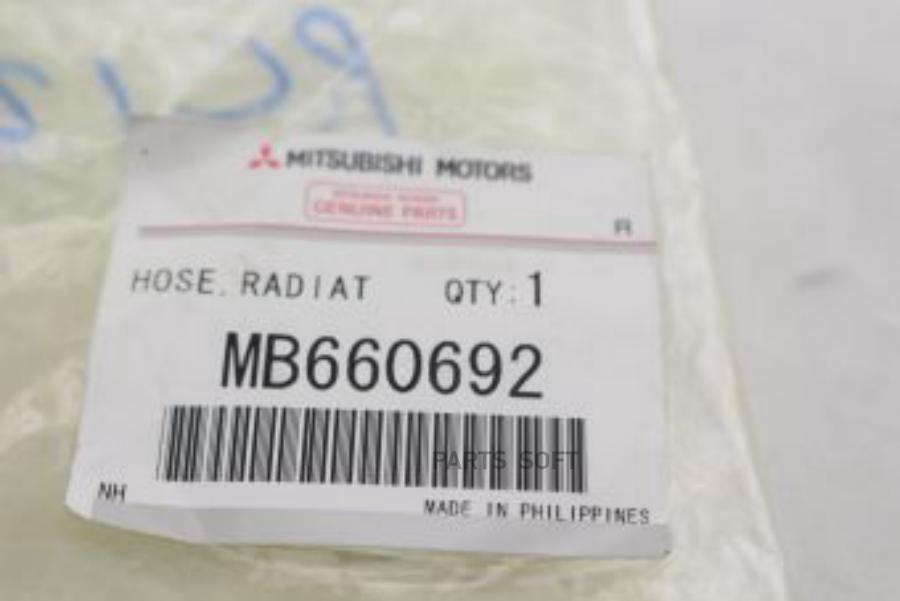 MITSUBISHI MOTORS
GENUINE PARTS
R
HOSE, RADIAT QTY:1
MB660692
PARTS SOFT
NH
MADE IN PHILIPPINES